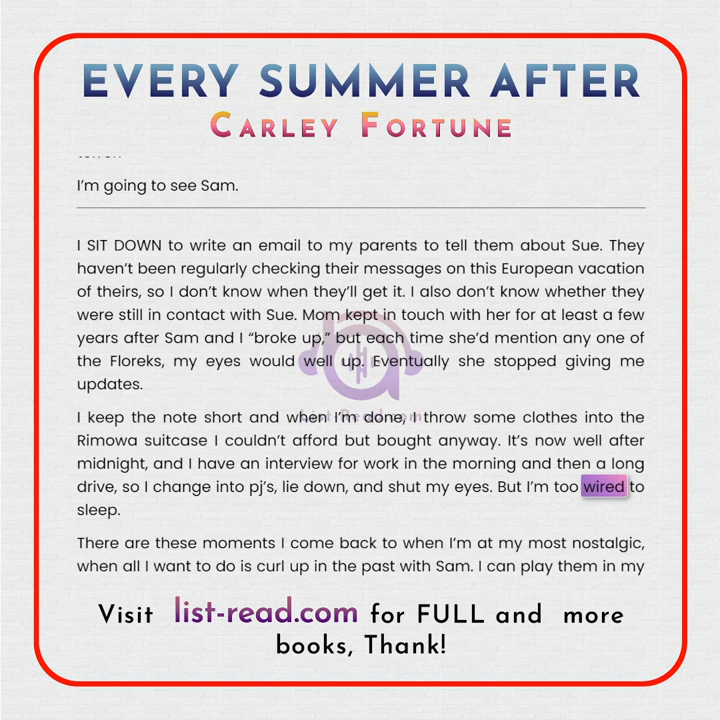 EVERY SUMMER AFTER
CARLEY FORTUNE
I'm going to see Sam.
I SIT DOWN to write an email to my parents to tell them about Sue. They
haven't been regularly checking their messages on this European vacation
of theirs, so I don't know when they'll get it. I also don't know whether they
were still in contact with Sue. Mom kept in touch with her for at least a few
years after Sam and I “broke up,” but each time she'd mention any one of
the Floreks, my eyes would well up. Eventually she stopped giving me
updates.
I keep the note short and when I'm done, I throw some clothes into the
Rimowa suitcase I couldn't afford but bought anyway. It's now well after
midnight, and I have an interview for work in the morning and then a long
drive, so I change into pj's, lie down, and shut my eyes. But I'm too wired to
sleep.
There are these moments I come back to when I'm at my most nostalgic,
when all I want to do is curl up in the past with Sam. I can play them in my
Visit list-read.com for FULL and more
books, Thank!